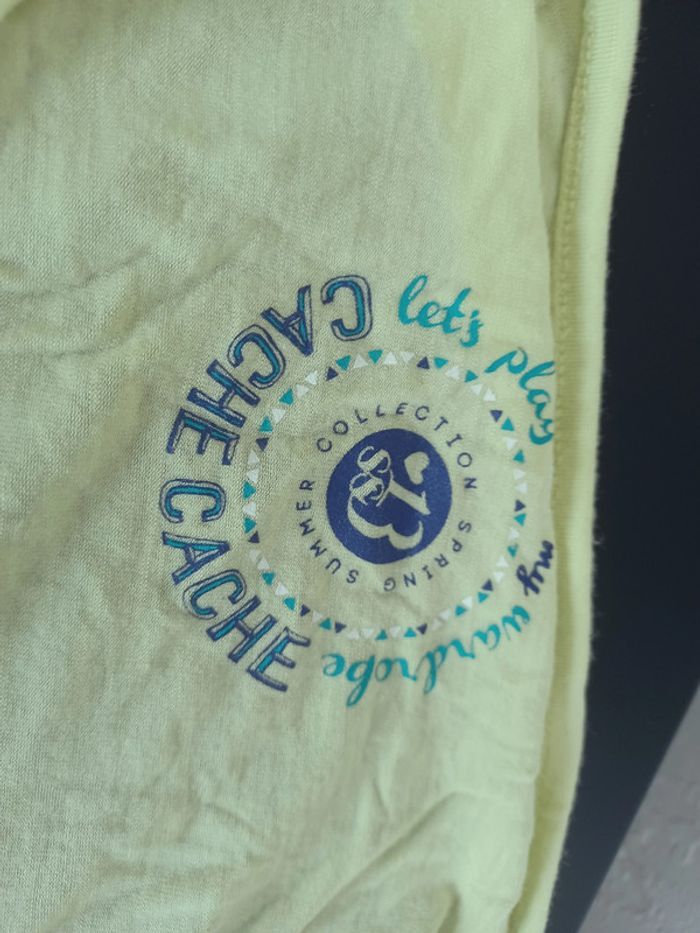 CACHE CACHE
let's play
my wardrobe
SPRING SUMMER COLLECTION